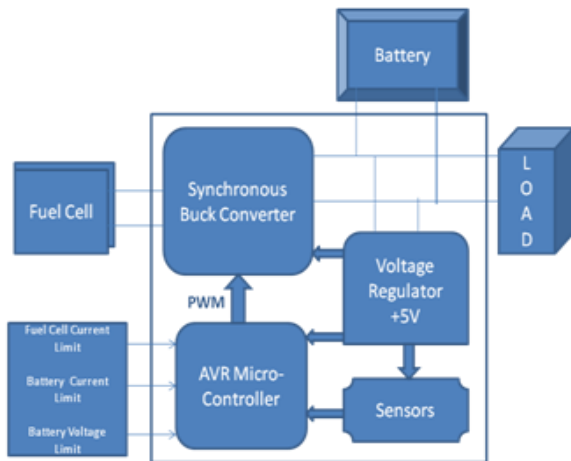 Battery
Synchronous
Buck Converter
Fuel Cell
L
O
A
D
Voltage
Regulator
+5V
PWM
Fuel Cell Current
Limit
Battery Current
Limit
Battery Voltage
Limit
AVR Micro-
Controller
Sensors